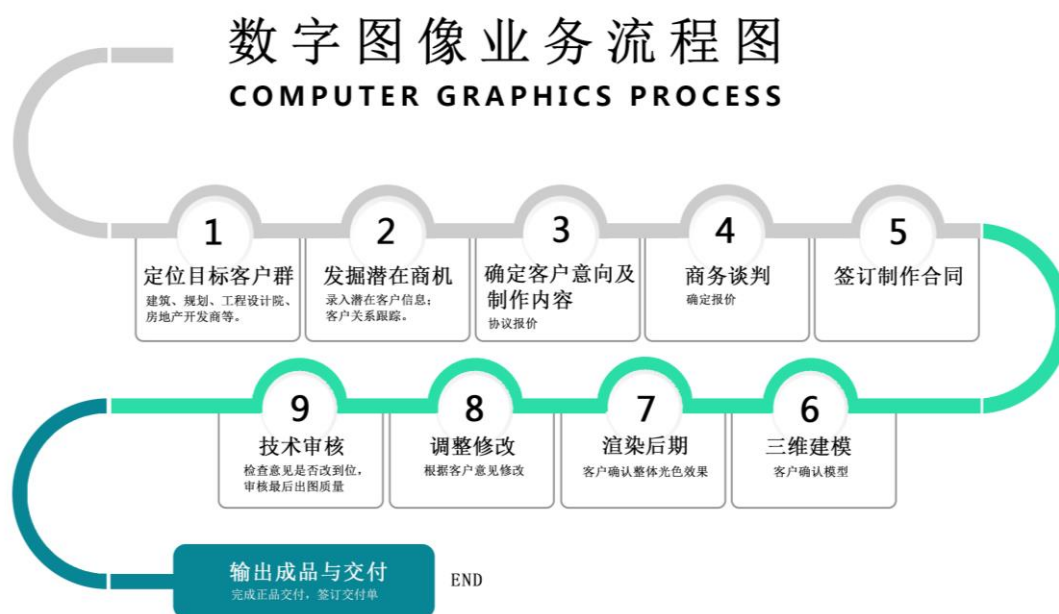 数字图像业务流程图
COMPUTER GRAPHICS PROCESS
1
定位目标客户群
建筑、规划、工程设计院、
房地产开发商等。
2
发掘潜在商机
录入潜在客户信息；
客户关系跟踪。
3
确定客户意向及
制作内容
协议报价
4
商务谈判
确定报价
5
签订制作合同
6
三维建模
客户确认模型
7
渲染后期
客户确认整体光色效果
8
调整修改
根据客户意见修改
9
技术审核
检查意见是否改到位，
审核最后出图质量
输出成品与交付
完成正品交付，签订交付单
END